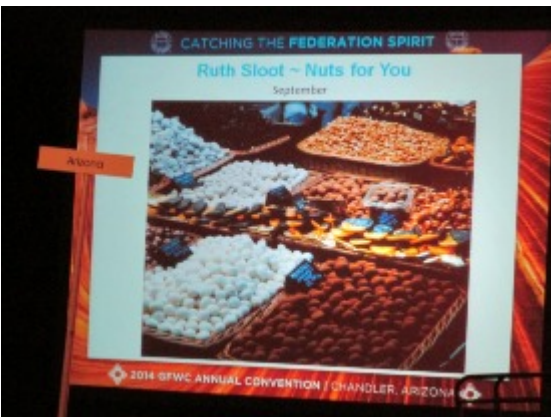 CATCHING THE FEDERATION SPIRIT
Ruth Sloot ~ Nuts for You
September
Arizona
2014 GFWC ANNUAL CONVENTION / CHANDLER, ARIZONA